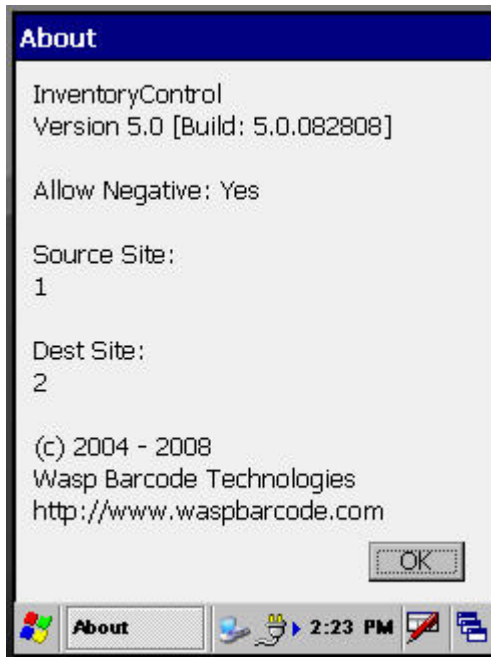 About
InventoryControl
Version 5.0 [Build: 5.0.082808]
Allow Negative: Yes
Source Site:
1
Dest Site:
2
(c) 2004 - 2008
Wasp Barcode Technologies
http://www.waspbarcode.com
OK
About
2:23 PM